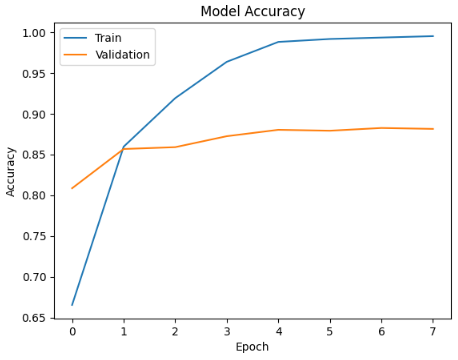 Model Accuracy
Train
Validation
Accuracy
1.00
0.95
0.90
0.85
0.80
0.75
0.70
0.65
0 1 2 3 4 5 6 7
Epoch